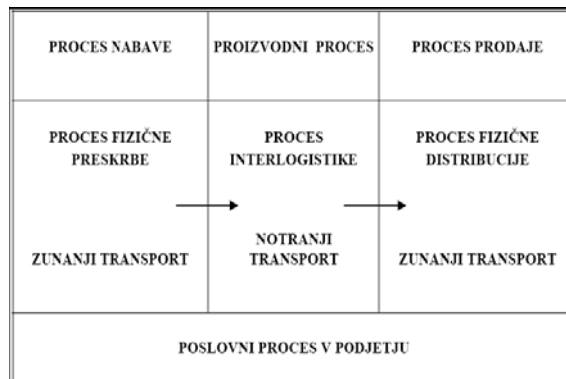 PROCES NABAVE
PROIZVODNI PROCES
PROCES PRODAJE
PROCES FIZIČNE
PRESKRBE
PROCES
INTERLOGISTIKE
PROCES FIZIČNE
DISTRIBUCIJE
ZUNANJI TRANSPORT
NOTRANJI
TRANSPORT
ZUNANJI TRANSPORT
POSLOVNI PROCES V PODJETJU